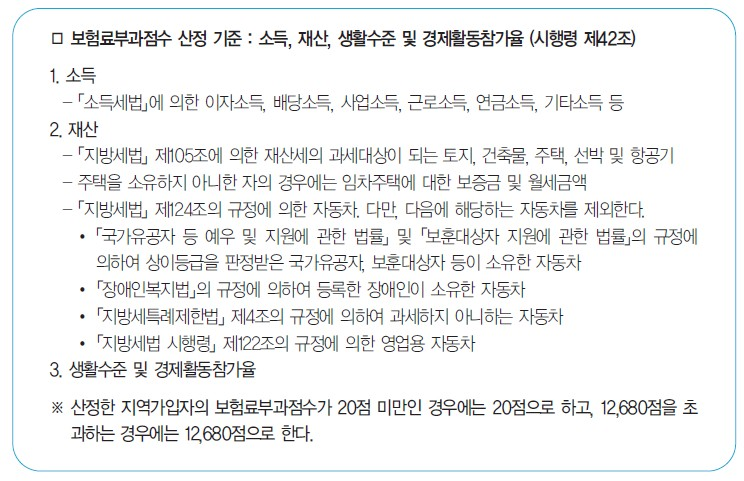 □ 보험료부과점수 산정 기준 : 소득, 재산, 생활수준 및 경제활동참가율 (시행령 제42조)
1. 소득
– 「소득세법」에 의한 이자소득, 배당소득, 사업소득, 근로소득, 연금소득, 기타소득 등
2. 재산
– 「지방세법」 제105조에 의한 재산세의 과세대상이 되는 토지, 건축물, 주택, 선박 및 항공기
– 주택을 소유하지 아니한 자의 경우에는 임차주택에 대한 보증금 및 월세금액
– 「지방세법」 제124조의 규정에 의한 자동차. 다만, 다음에 해당하는 자동차를 제외한다.
• 「국가유공자 등 예우 및 지원에 관한 법률」 및 「보훈대상자 지원에 관한 법률」의 규정에
의하여 상이등급을 판정받은 국가유공자, 보훈대상자 등이 소유한 자동차
• 「장애인복지법」의 규정에 의하여 등록한 장애인이 소유한 자동차
• 「지방세특례제한법」 제4조의 규정에 의하여 과세하지 아니하는 자동차
• 「지방세법 시행령」 제122조의 규정에 의한 영업용 자동차
3. 생활수준 및 경제활동참가율
※ 산정한 지역가입자의 보험료부과점수가 20점 미만인 경우에는 20점으로 하고, 12,680점을 초
과하는 경우에는 12,680점으로 한다.